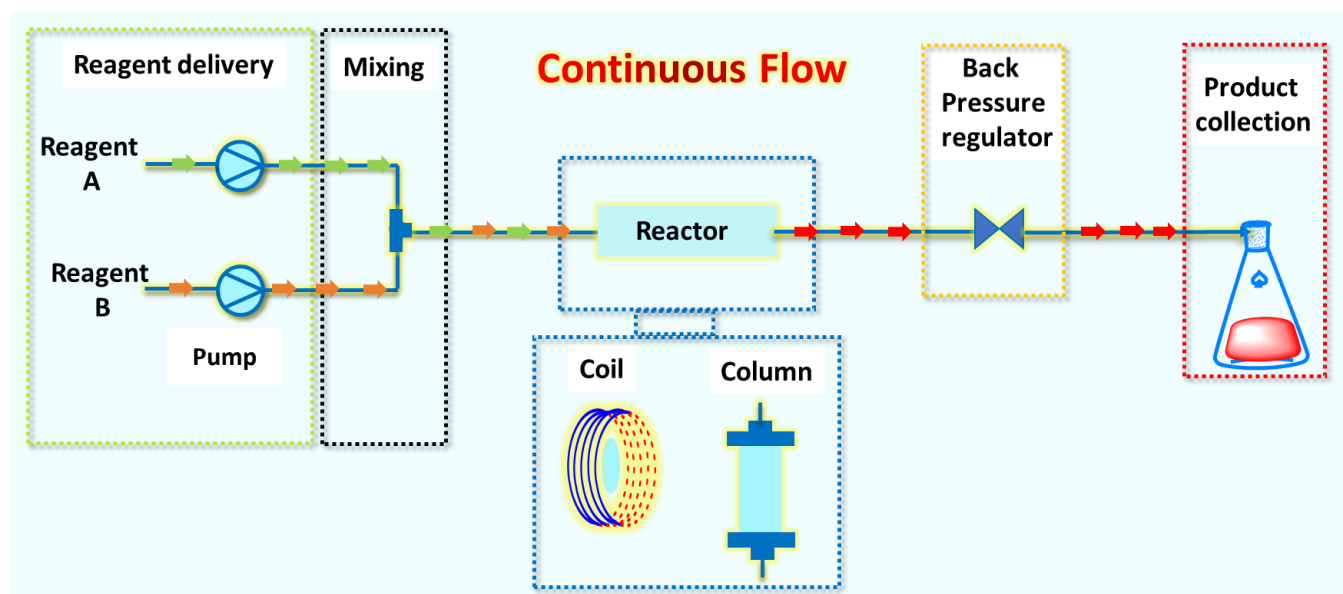 Continuous Flow
Reagent delivery
Mixing
Reagent
A
Reagent
B
Pump
Reactor
Coil
Column
Back
Pressure
regulator
Product
collection